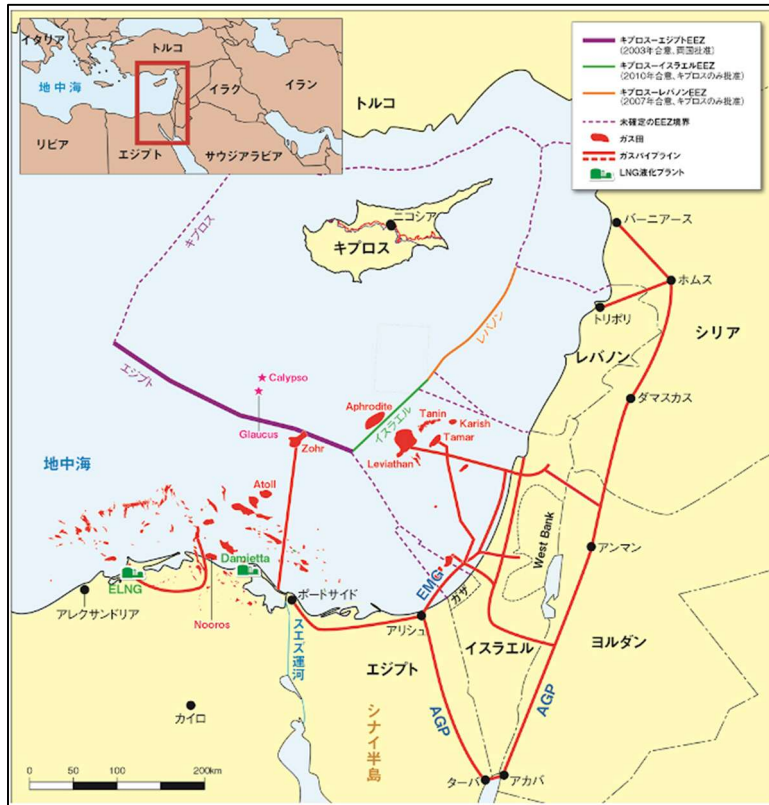 イタリア
トルコ
地中海
イラク
イラン
リビア
エジプト
サウジアラビア
キプロスーエジプトEEZ
(2003年合意、両国批准)
キプロスーイスラエルEEZ
(2010年合意、キプロスのみ批准)
キプロスーレバノンEEZ
(2007年合意、キプロスのみ批准)
未確定のEEZ境界
ガス田
ガスパイプライン
LNG液化プラント
トルコ
キプロス
ニコシア
キプロス
バーニアース
ホムス
トリポリ
シリア
レバノン
レバノン
ダマスカス
エジプト
Calypso
Glaucus
Aphrodite
イスラエル
Tanin
Karish
Tamar
Zohr
Leviathan
地中海
Atoll
West Bank
アンマン
Damietta
ELNG
EMG
ガザ
ポートサイド
アレクサンドリア
Nooros
アリシュ
イスラエル
ヨルダン
スエズ運河
エジプト
AGP
AGP
カイロ
シナイ半島
ターバ
アカバ
0 50 100 200km